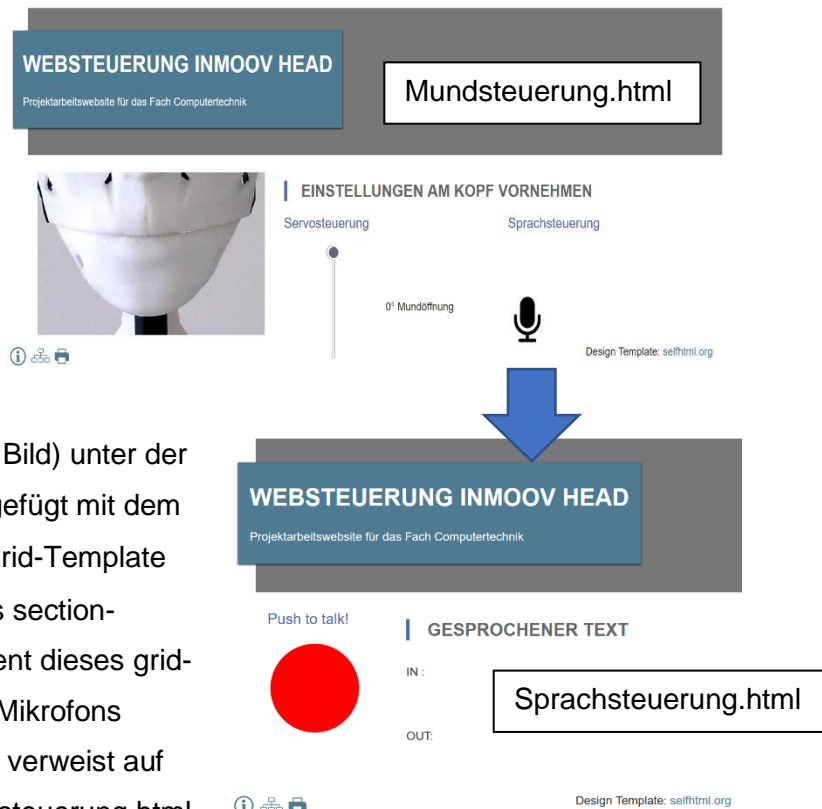 WEBSTEUERUNG INMOOV HEAD
Projektarbeitswebsite für das Fach Computertechnik
Mundsteuerung.html
EINSTELLUNGEN AM KOPF VORNEHMEN
Servosteuerung
Sprachsteuerung
0° Mundöffnung
Design Template: selfhtml.org
Bild) unter der
gefügt mit dem
rid-Template
s section-
ent dieses grid-
Mikrofons
verweist auf
steuerung.html
WEBSTEUERUNG INMOOV HEAD
Projektarbeitswebsite für das Fach Computertechnik
Push to talk!
GESPROCHENER TEXT
IN :
Sprachsteuerung.html
OUT:
Design Template: selfhtml.org